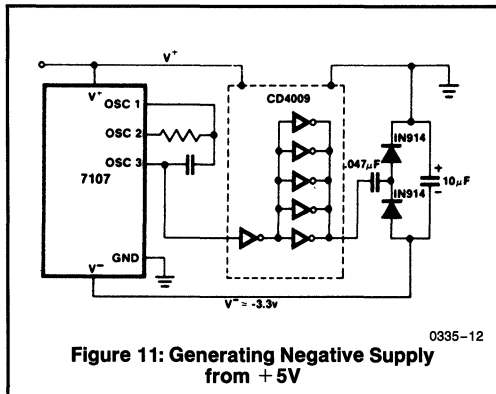 V⁺
V⁺
OSC 1
OSC 2
OSC 3
7107
GND
V⁻
CD4009
.047μF
IN914
IN914
+
10μF
−
V⁻ = -3.3v
0335-12
Figure 11: Generating Negative Supply
from +5V